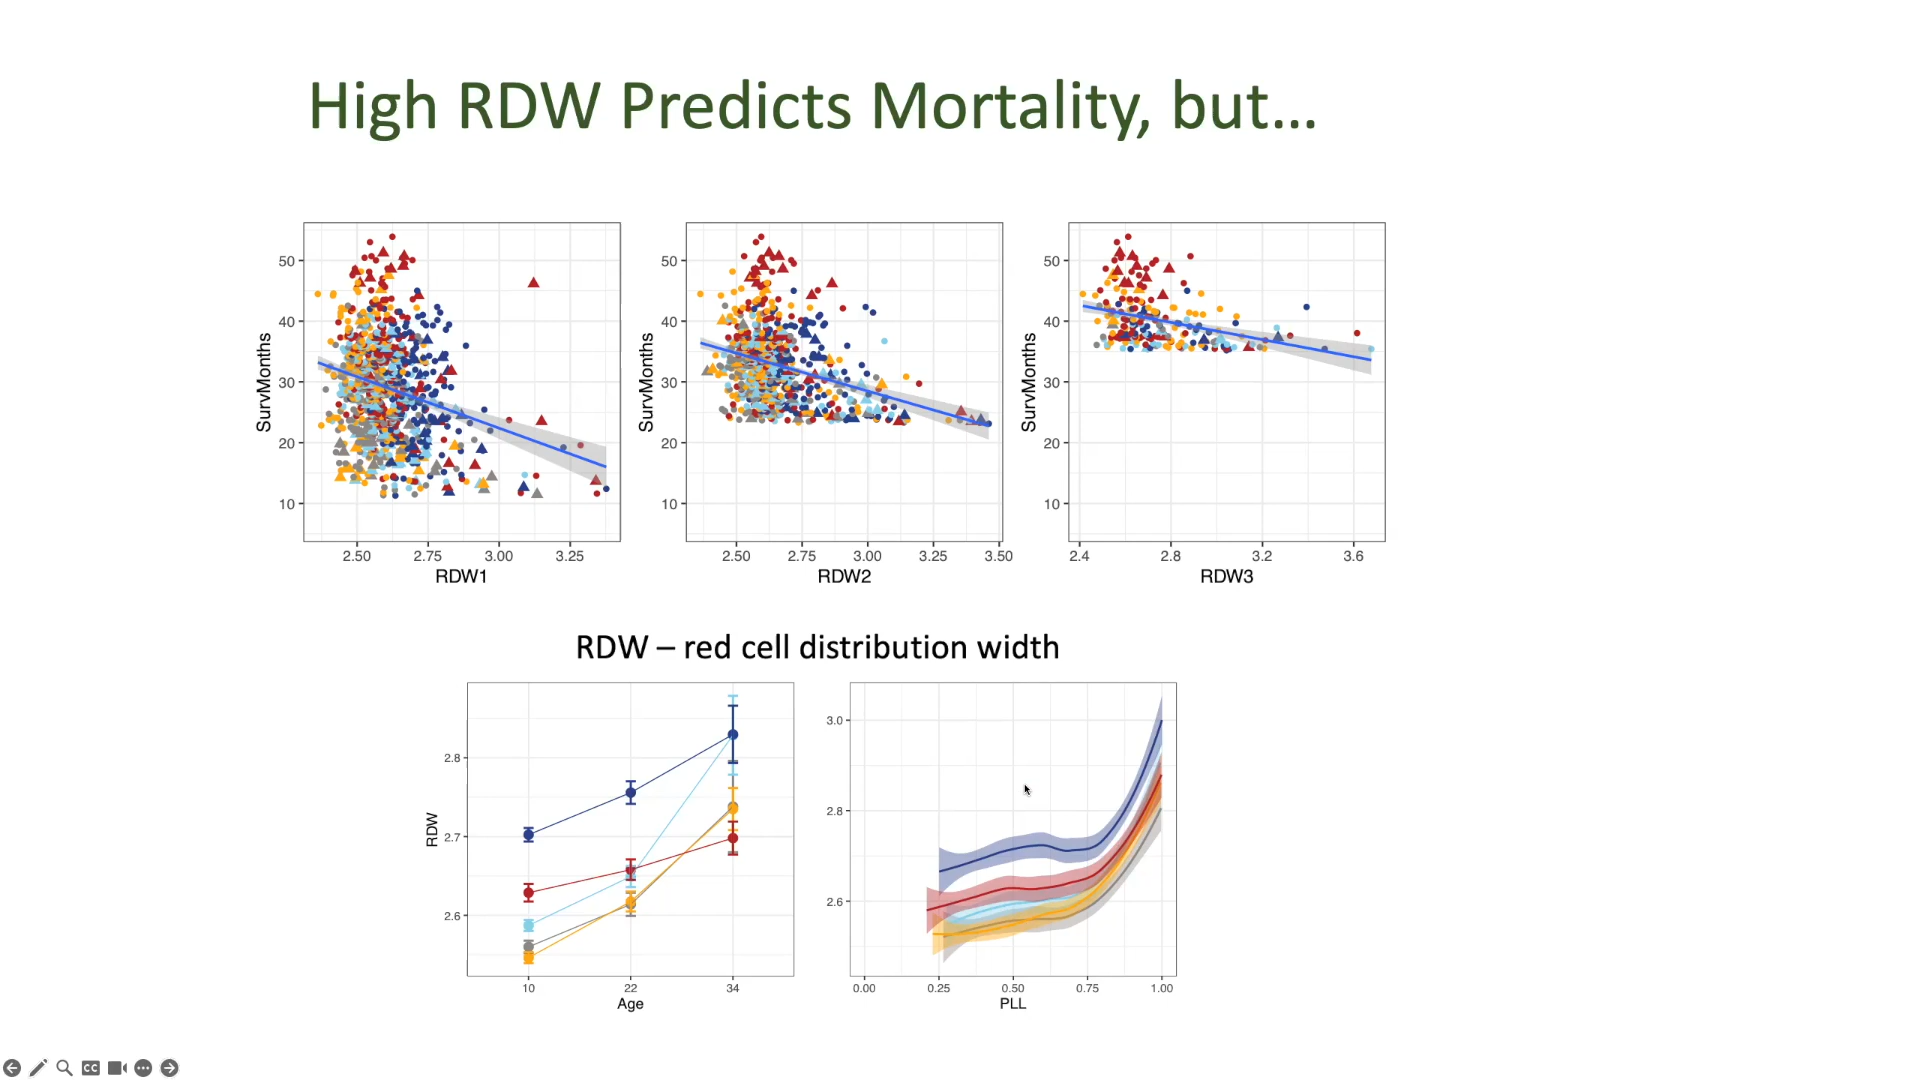 High RDW Predicts Mortality, but...
SurvMonths
50
40
30
20
10
2.50 2.75 3.00 3.25
RDW1
SurvMonths
50
40
30
20
10
2.50 2.75 3.00 3.25 3.50
RDW2
SurvMonths
50
40
30
20
10
2.4 2.8 3.2 3.6
RDW3
RDW – red cell distribution width
RDW
2.8
2.7
2.6
10 22 34
Age
3.0
2.8
2.6
0.00 0.25 0.50 0.75 1.00
PLL
CC